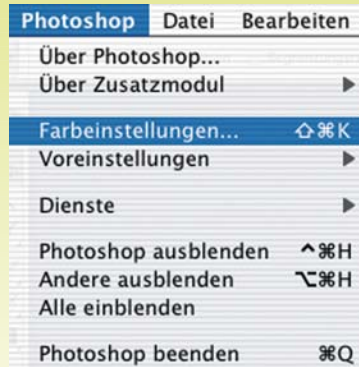 Photoshop Datei Bearbeiten
Über Photoshop...
Über Zusatzmodul
Farbeinstellungen... ⇧⌘K
Voreinstellungen
Dienste
Photoshop ausblenden ^⌘H
Andere ausblenden ⌥⌘H
Alle einblenden
Photoshop beenden ⌘Q